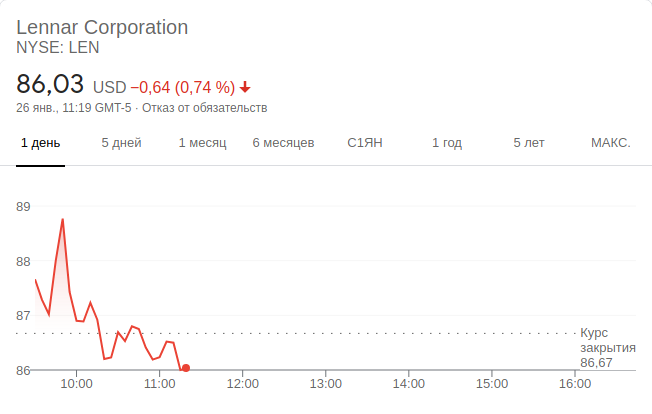 Lennar Corporation
NYSE: LEN
86,03 USD −0,64 (0,74 %)
26 янв., 11:19 GMT-5 · Отказ от обязательств
1 день 5 дней 1 месяц 6 месяцев С1ЯН 1 год 5 лет МАКС.
89
88
87
Курс
закрытия
86,67
86
10:00 11:00 12:00 13:00 14:00 15:00 16:00